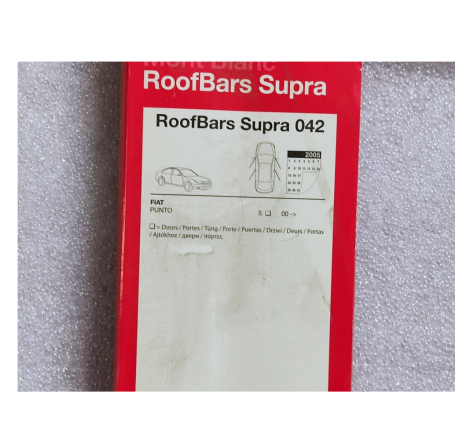 Mont Blanc
RoofBars Supra
RoofBars Supra 042
2005
FIAT
PUNTO 5 ❑ 00 ->
❑ = Doors / Portes / Türig / Porte / Puertas / Drzwi / Deurs / Portas
/ Ajtókhoz / двери / πόρτες